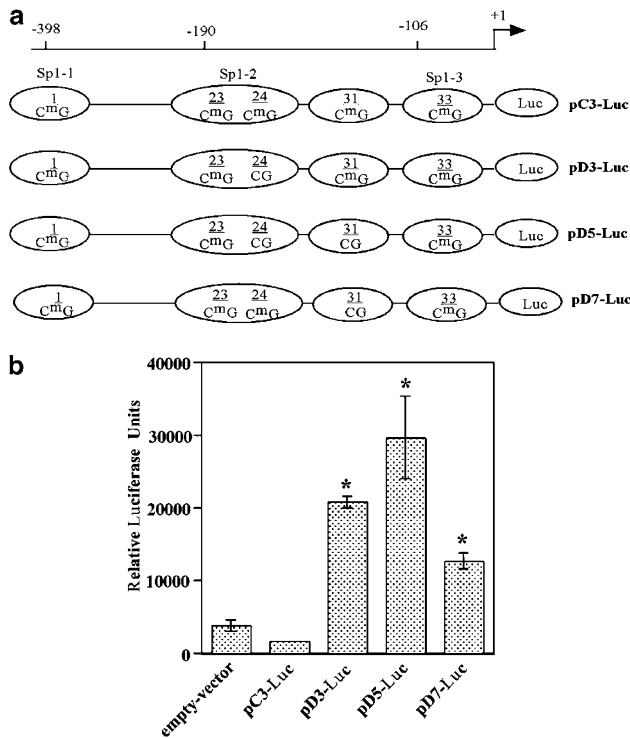 a
-398 -190 -106 +1
Sp1-1 Sp1-2 Sp1-3
1 23 24 31 33
CmG CmG CmG CmG CmG Luc pC3-Luc
1 23 24 31 33
CmG CmG CG CmG CmG Luc pD3-Luc
1 23 24 31 33
CmG CmG CG CG CmG Luc pD5-Luc
1 23 24 31 33
CmG CmG CmG CG CmG Luc pD7-Luc
b
Relative Luciferase Units
40000
30000
20000
10000
0
* * *
empty-vector pC3-Luc pD3-Luc pD5-Luc pD7-Luc